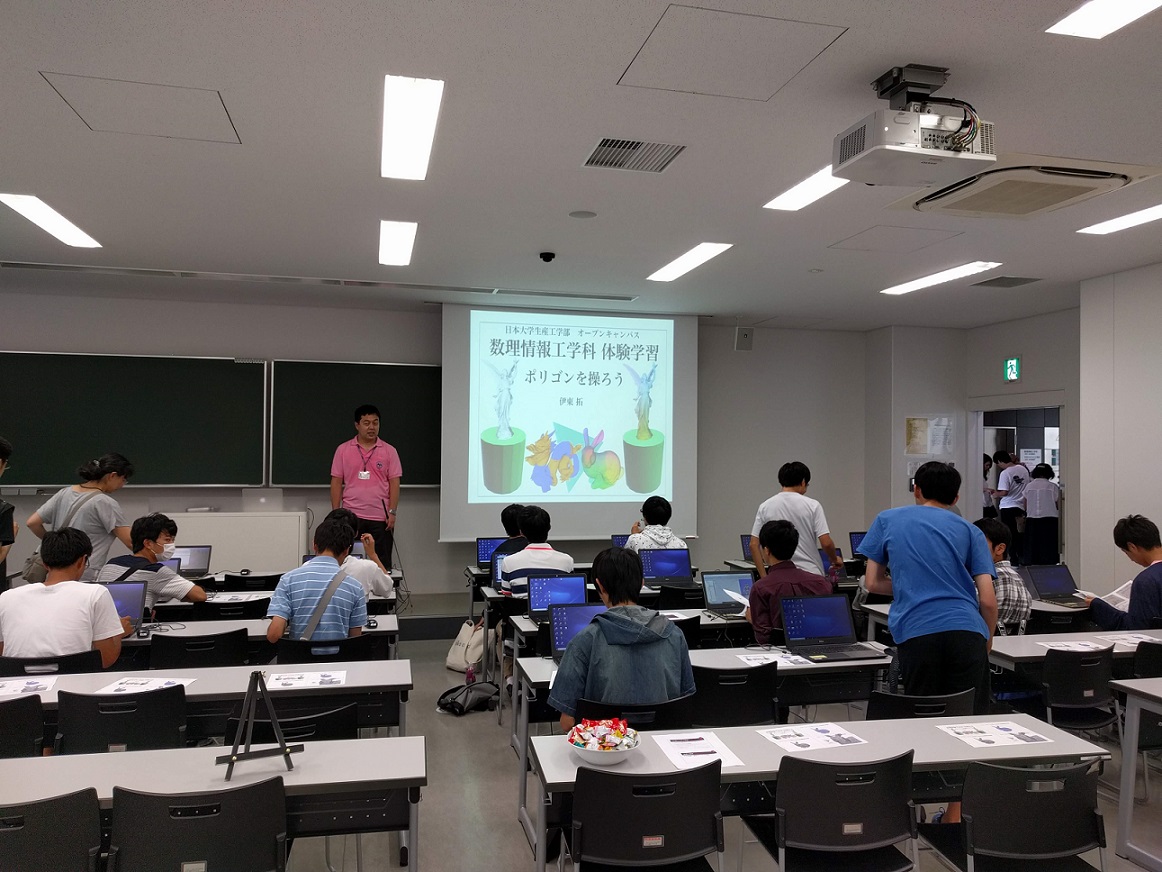 日本大学生産工学部 オープンキャンパス
数理情報工学科 体験学習
ポリゴンを操ろう
伊東 拓